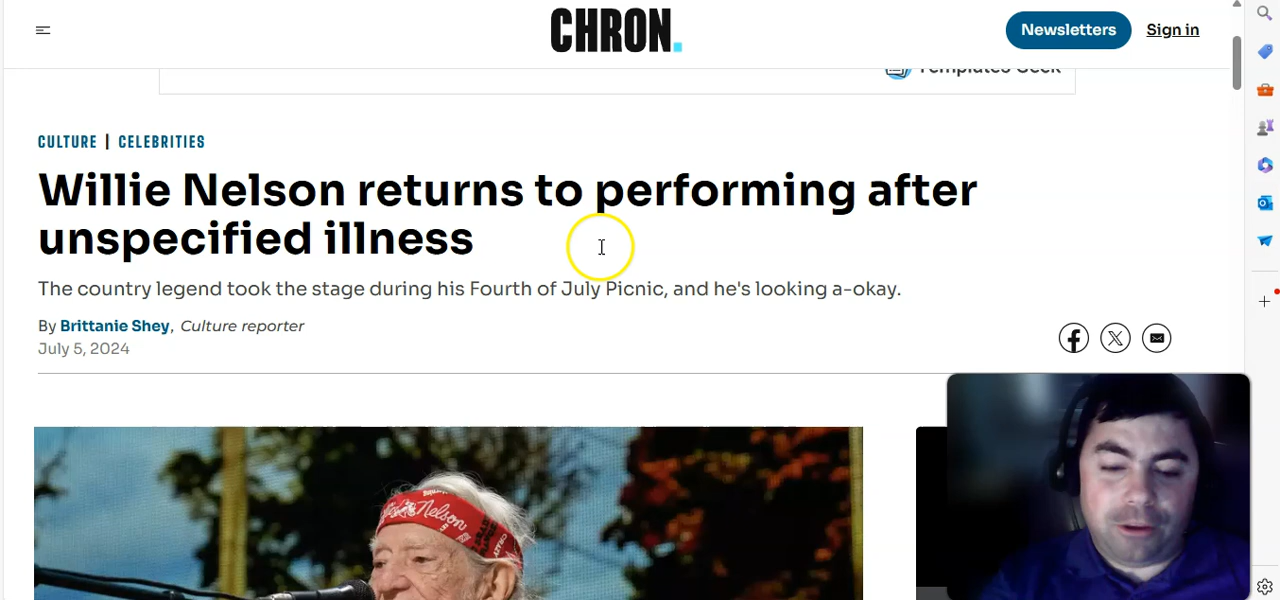 CHRON.
Newsletters
Sign in
Templates Geek
CULTURE | CELEBRITIES
Willie Nelson returns to performing after
unspecified illness
The country legend took the stage during his Fourth of July Picnic, and he's looking a-okay.
By Brittanie Shey, Culture reporter
July 5, 2024
Nelson